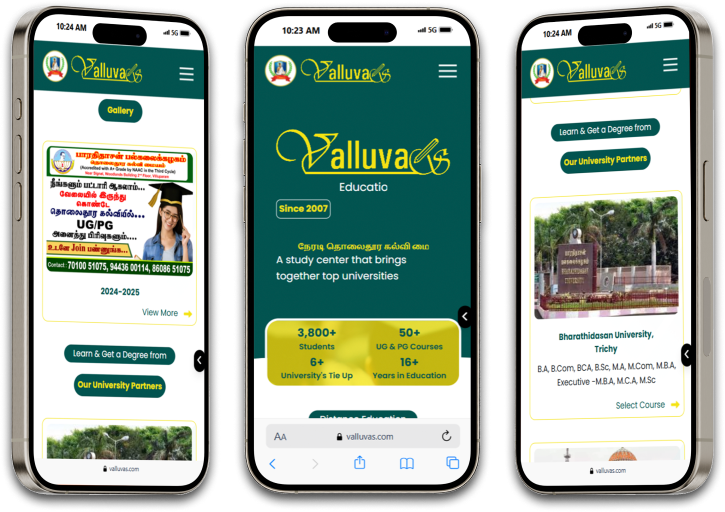 10:24 AM
5G
Valluvas
Gallery
பாரதிதாசன் பல்கலைக்கழகம்
தொலைதூர கல்வி மையம்
(Accredited with A+ Grade by NAAC in the Third Cycle)
நீங்களும் பட்டாரி ஆகலாம்...
வேலையில் இருந்து
கொண்டே
தொலைதூர கல்வியில்...
UG/PG
அனைத்து பிரிவுகளும்....
உடனே Join பண்ணுங்க...
Contact : 70100 51075, 94436 00114, 86086 51075
2024-2025
View More
Learn & Get a Degree from
Our University Partners
valluvas.com
10:23 AM
5G
Valluvas
Valluvas
Educatic
Since 2007
நேரடி தொலைதூர கல்வி மை
A study center that brings
together top universities
3,800+
Students
50+
UG & PG Courses
6+
University's Tie Up
16+
Years in Education
Distance Education
AA
valluvas.com
10:24 AM
5G
Valluvas
Learn & Get a Degree from
Our University Partners
Bharathidasan University,
Trichy
B.A, B.Com, BCA, B.Sc, M.A, M.Com, M.B.A,
Executive -M.B.A, M.C.A, M.Sc
Select Course
valluvas.com